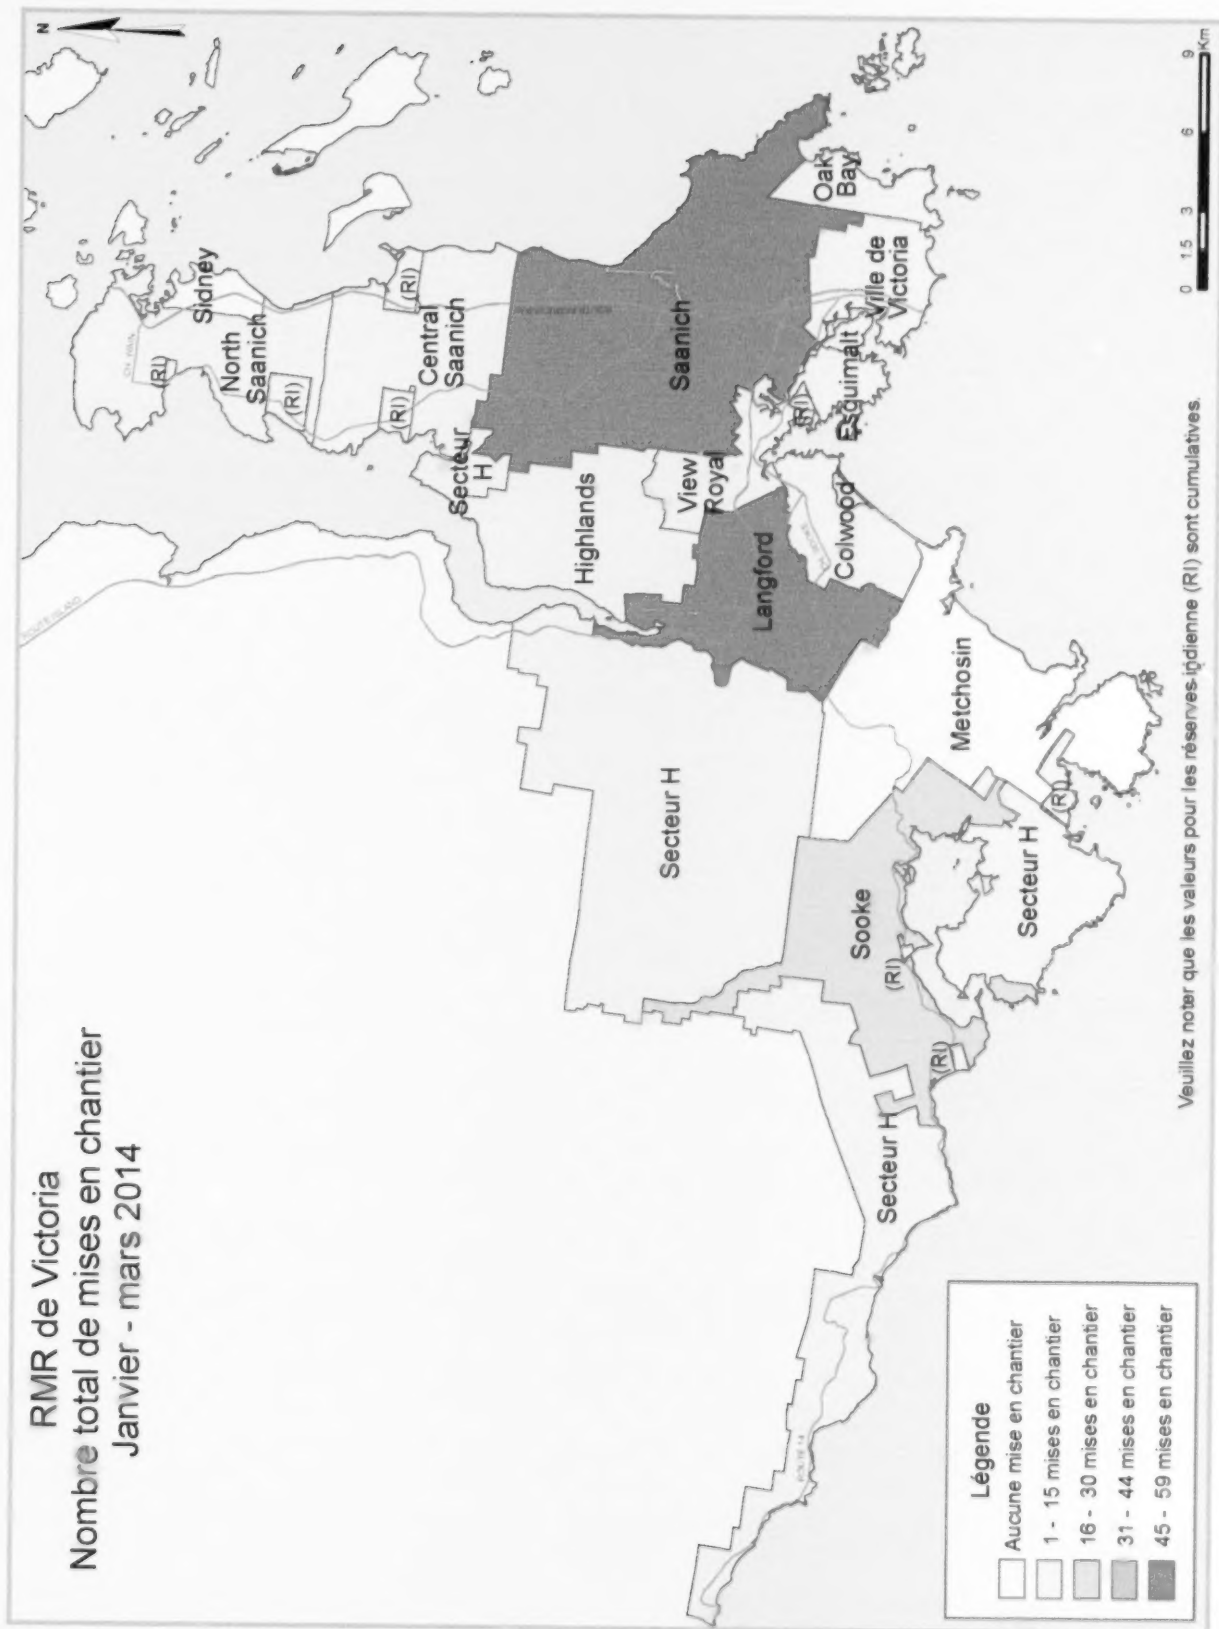 RMR de Victoria
Nombre total de mises en chantier
Janvier - mars 2014
N
ROUTE ISLAND
(RI)
Sidney
North
Saanich
(RI)
(RI)
Central
Saanich
(RI)
Secteur
H
Highlands
Saanich
View
Royal
Langford
Colwood
(RI)
Esquimalt
Ville de
Victoria
Oak
Bay
Secteur H
Metchosin
Sooke
(RI)
(RI)
(RI)
Secteur H
Secteur H
ROUTE 14
Légende
Aucune mise en chantier
1 - 15 mises en chantier
16 - 30 mises en chantier
31 - 44 mises en chantier
45 - 59 mises en chantier
0 1.5 3 6 9
Km
Veuillez noter que les valeurs pour les réserves indienne (RI) sont cumulatives.